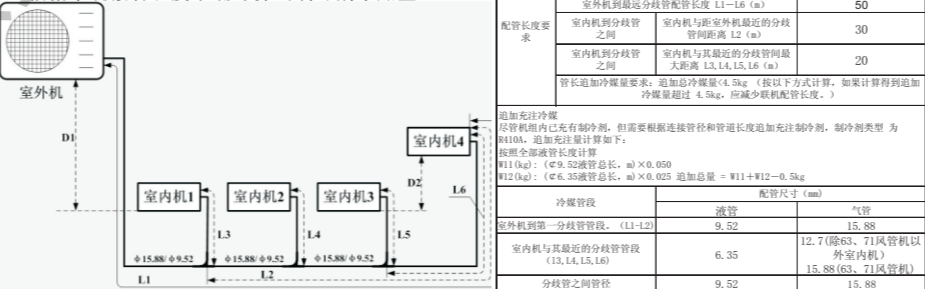 室外机
D1
室内机4
D2
L6
室内机1
室内机2
室内机3
L3
L4
L5
φ15.88/φ9.52
φ15.88/φ9.52
φ15.88/φ9.52
L1
L2
配管长度要
求
室外机到最远分歧管配管长度 L1-L6（m）
50
室内机到分歧管
之间
室内机与距室外机最近的分歧
管间距离 L2（m）
30
室内机到分歧管
之间
室内机与其最近的分歧管间最
大距离 L3,L4,L5,L6（m）
20
管长追加冷媒量要求：追加总冷媒量<4.5kg （按以下方式计算，如果计算得到追加
冷媒量超过 4.5kg，应减少联机配管长度。）
追加充注冷媒
尽管机组内已充有制冷剂，但需要根据连接管径和管道长度追加充注制冷剂，制冷剂类型 为
R410A，追加充注量计算如下：
按照全部液管长度计算
W11(kg)：(¢9.52液管总长，m)×0.050
W12(kg)：(¢6.35液管总长，m)×0.025 追加总量 = W11+W12-0.5kg
冷媒管段
配管尺寸（mm）
液管
气管
室外机到第一分歧管管段。（L1-L2）
9.52
15.88
室内机与其最近的分歧管管段
（l3,L4,L5,L6）
6.35
12.7(除63、71风管机以
外室内机）
15.88(63、71风管机)
分歧管之间管径
9.52
15.88